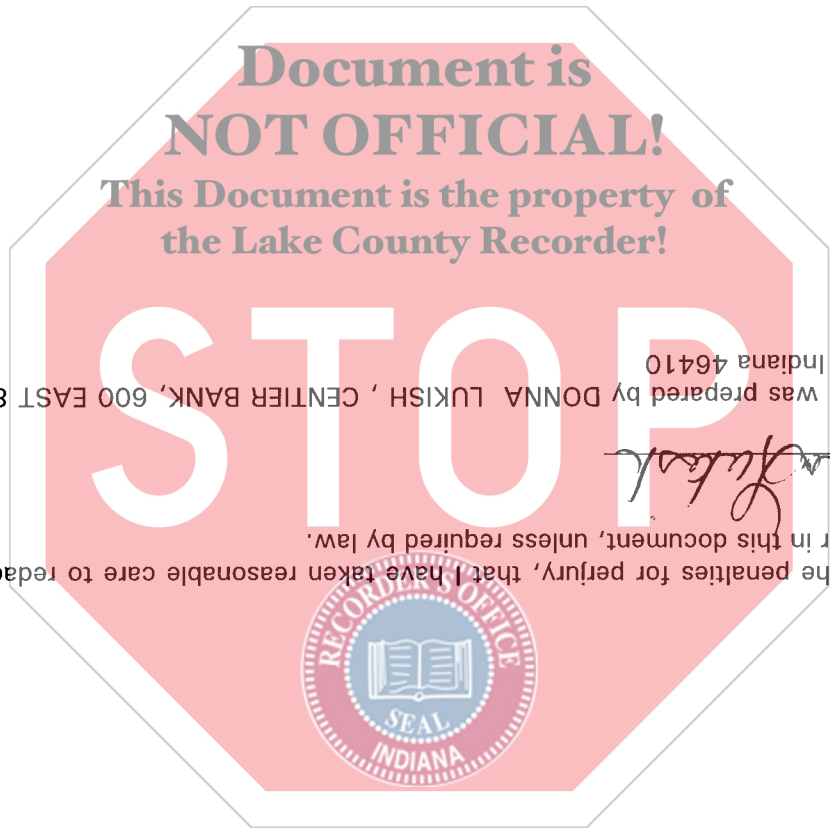 Document is
NOT OFFICIAL!
This Document is the property of
the Lake County Recorder!
STOP
he penalties for perjury, that I have taken reasonable care to redac
r in this document, unless required by law.
Lukish
was prepared by DONNA LUKISH , CENTIER BANK, 600 EAST 8
Indiana 46410
RECORDER'S OFFICE
SEAL
INDIANA